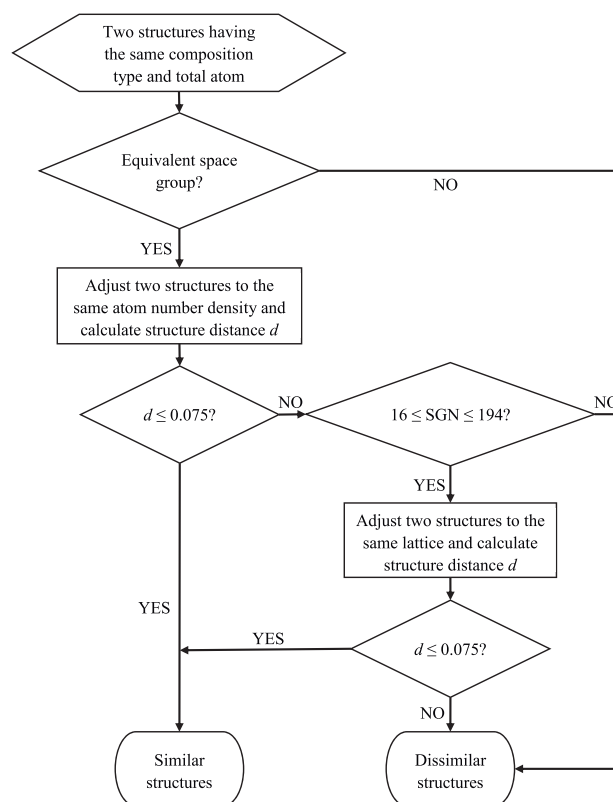 Two structures having
the same composition
type and total atom
Equivalent space
group?
NO
YES
Adjust two structures to the
same atom number density and
calculate structure distance d
d ≤ 0.075?
NO
16 ≤ SGN ≤ 194?
NO
YES
Adjust two structures to the
same lattice and calculate
structure distance d
YES
YES
d ≤ 0.075?
NO
Similar
structures
Dissimilar
structures